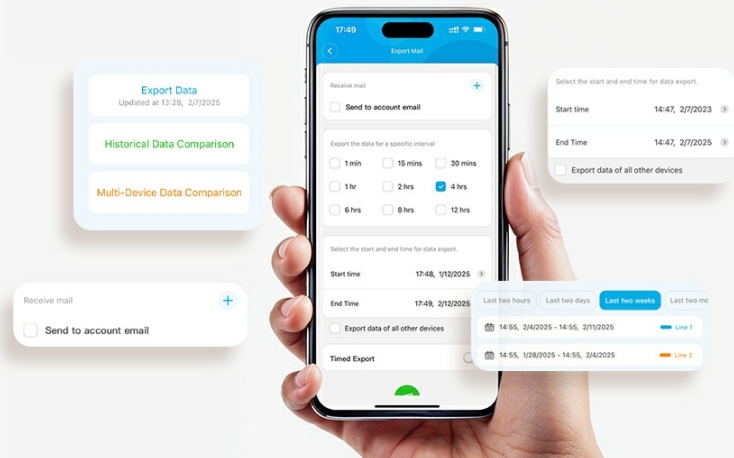 Export Data
Updated at 13:28, 2/7/2025
Historical Data Comparison
Multi-Device Data Comparison
Receive mail
Send to account email
17:49
Export Mail
Receive mail
Send to account email
Export the data for a specific interval
1 min 15 mins 30 mins
1 hr 2 hrs 4 hrs
6 hrs 8 hrs 12 hrs
Select the start and end time for data export.
Start time 17:48, 1/12/2025
End Time 17:49, 2/12/2025
Export data of all other devices
Timed Export
Select the start and end time for data export.
Start time 14:47, 2/7/2023
End Time 14:47, 2/7/2025
Export data of all other devices
Last two hours Last two days Last two weeks Last two mo
14:55, 2/4/2025 - 14:55, 2/11/2025 Line 1
14:55, 1/28/2025 - 14:55, 2/4/2025 Line 2